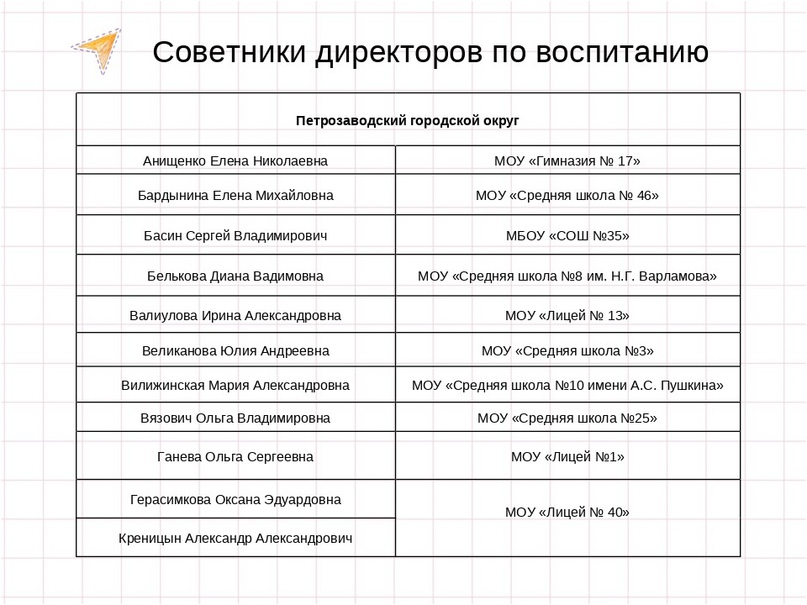 Советники директоров по воспитанию
Петрозаводский городской округ
Анищенко Елена Николаевна
МОУ «Гимназия № 17»
Бардынина Елена Михайловна
МОУ «Средняя школа № 46»
Басин Сергей Владимирович
МБОУ «СОШ №35»
Белькова Диана Вадимовна
МОУ «Средняя школа №8 им. Н.Г. Варламова»
Валиулова Ирина Александровна
МОУ «Лицей № 13»
Великанова Юлия Андреевна
МОУ «Средняя школа №3»
Вилижинская Мария Александровна
МОУ «Средняя школа №10 имени А.С. Пушкина»
Вязович Ольга Владимировна
МОУ «Средняя школа №25»
Ганева Ольга Сергеевна
МОУ «Лицей №1»
Герасимкова Оксана Эдуардовна
МОУ «Лицей № 40»
Креницын Александр Александрович